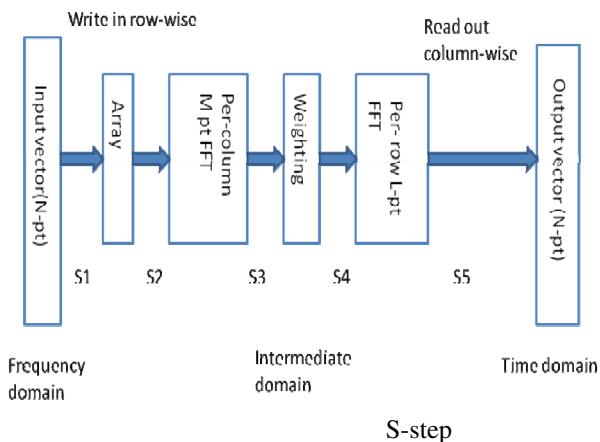 Write in row-wise
Read out
column-wise
Input vector(N-pt)
Array
Per-column
M pt FFT
Weighting
Per- row L-pt
FFT
Output vector (N-pt)
S1
S2
S3
S4
S5
Frequency
domain
Intermediate
domain
Time domain
S-step